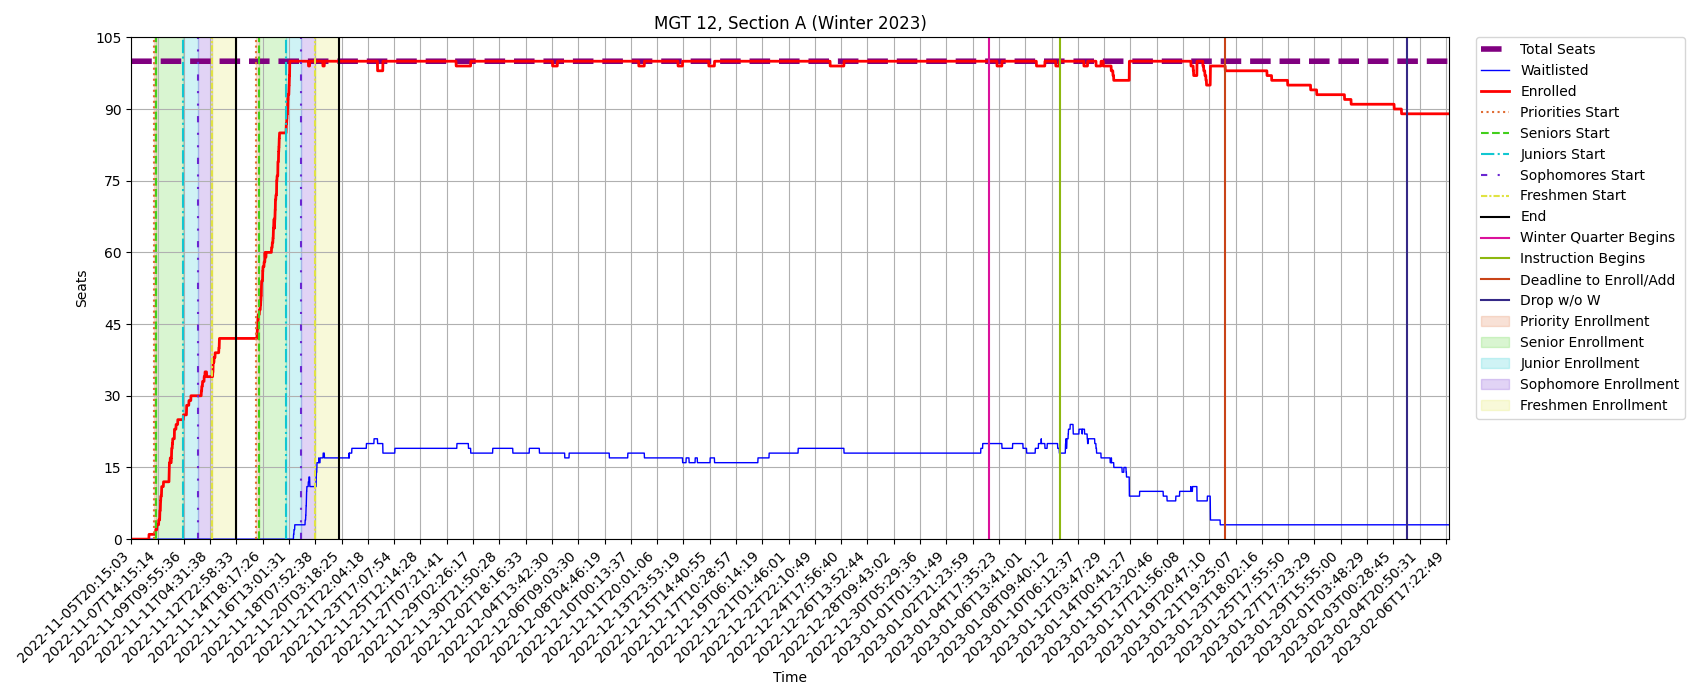 MGT 12, Section A (Winter 2023)
105
90
75
60
45
30
15
0
Seats
2022-11-05T20:15:03
2022-11-07T14:15:14
2022-11-09T09:55:36
2022-11-11T04:31:38
2022-11-12T22:58:33
2022-11-14T18:17:26
2022-11-16T13:01:31
2022-11-18T07:52:38
2022-11-20T03:18:25
2022-11-21T22:04:18
2022-11-23T17:07:54
2022-11-25T12:14:28
2022-11-27T07:21:41
2022-11-29T02:26:17
2022-11-30T21:50:28
2022-12-02T18:16:33
2022-12-04T13:42:30
2022-12-06T09:03:30
2022-12-08T04:46:19
2022-12-10T00:13:37
2022-12-11T20:01:06
2022-12-13T23:53:19
2022-12-15T14:40:55
2022-12-17T10:28:57
2022-12-19T06:14:19
2022-12-21T01:46:01
2022-12-22T22:10:49
2022-12-24T17:56:40
2022-12-26T13:52:44
2022-12-28T09:43:02
2022-12-30T05:29:36
2023-01-01T01:31:49
2023-01-02T21:23:59
2023-01-04T17:35:23
2023-01-06T13:41:01
2023-01-08T09:40:12
2023-01-10T06:12:37
2023-01-12T03:47:29
2023-01-14T00:41:27
2023-01-15T23:20:46
2023-01-17T21:56:08
2023-01-19T20:47:10
2023-01-21T19:25:07
2023-01-23T18:02:16
2023-01-25T17:55:50
2023-01-27T17:23:29
2023-01-29T15:55:00
2023-02-01T03:48:29
2023-02-03T00:28:45
2023-02-04T20:50:31
2023-02-06T17:22:49
Time
Total Seats
Waitlisted
Enrolled
Priorities Start
Seniors Start
Juniors Start
Sophomores Start
Freshmen Start
End
Winter Quarter Begins
Instruction Begins
Deadline to Enroll/Add
Drop w/o W
Priority Enrollment
Senior Enrollment
Junior Enrollment
Sophomore Enrollment
Freshmen Enrollment